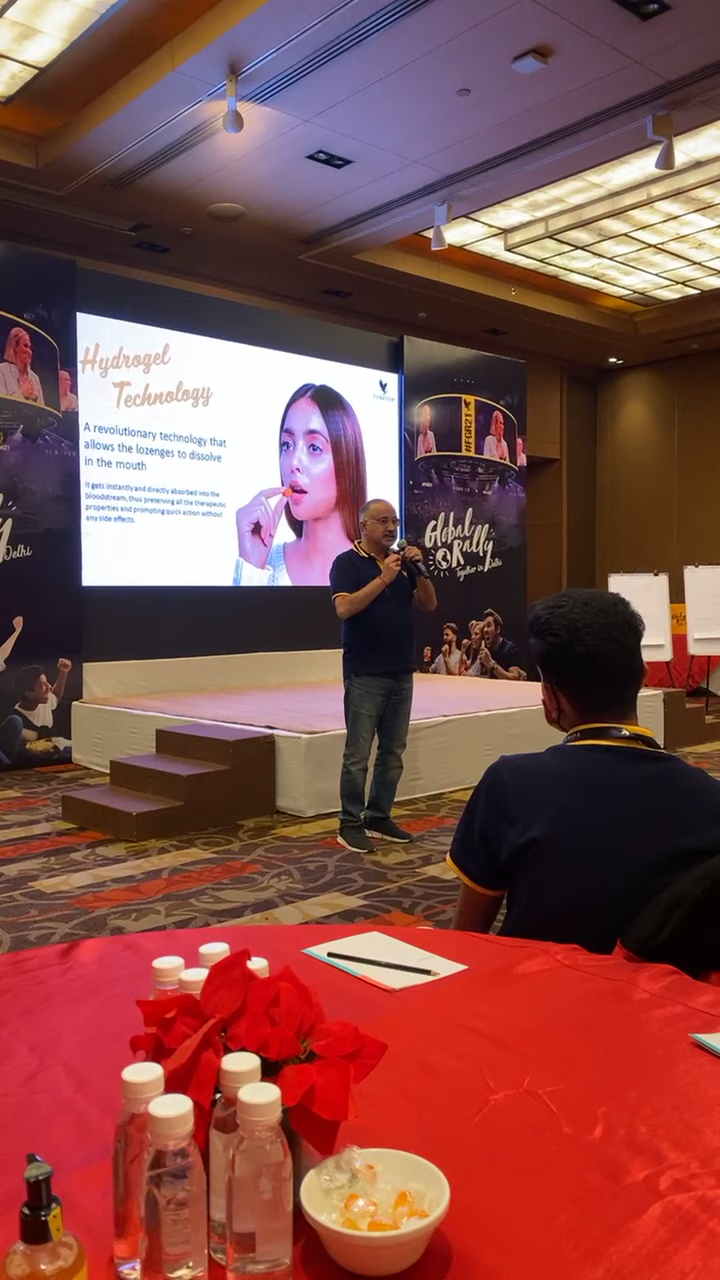 Hydrogel
Technology
A revolutionary technology that
allows the lozenges to dissolve
in the mouth
It gets instantly and directly absorbed into the
bloodstream, thus preserving all the therapeutic
properties and prompting quick action without
any side effects.
FOREVER
#FGR21
Global
Rally
Together in Delhi
Delhi